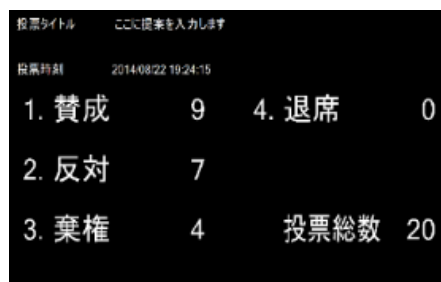 投票タイトル ここに提案を入力します
投票時刻 2014/08/22 19:24:15
1. 賛成 9 4. 退席 0
2. 反対 7
3. 棄権 4 投票総数 20